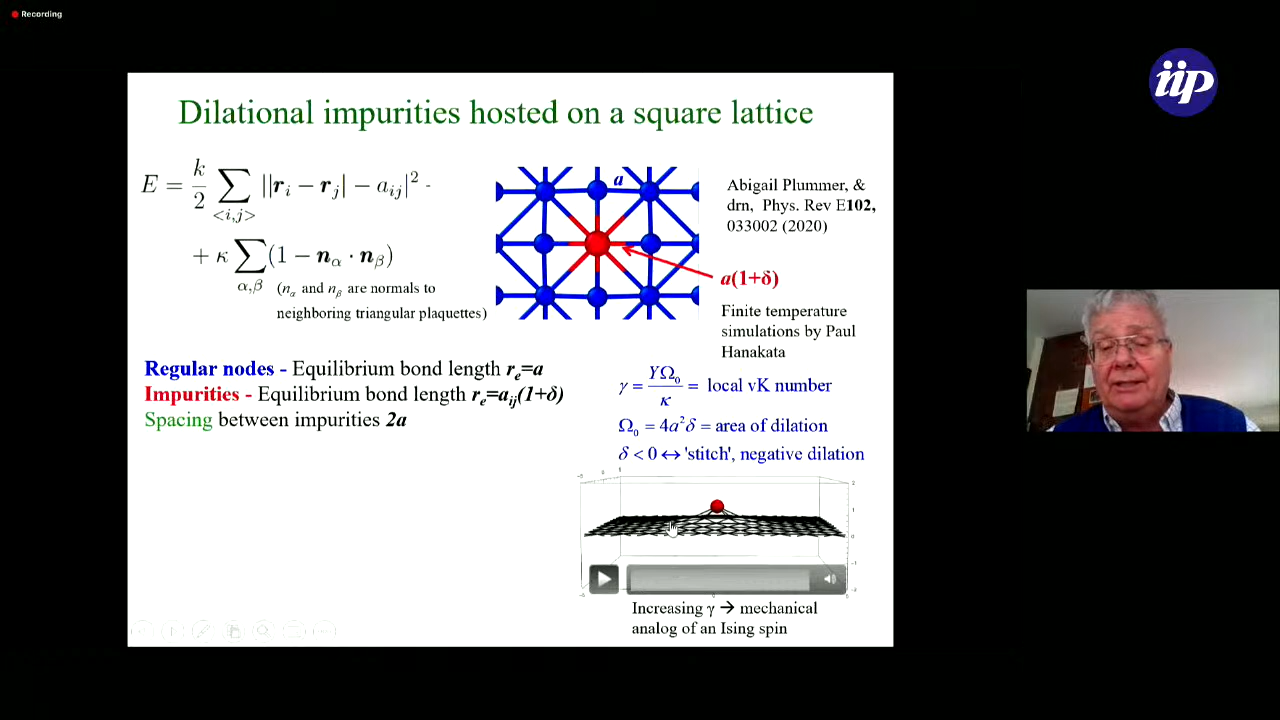 Recording
iip
Dilational impurities hosted on a square lattice
E = k/2 ∑<i,j> ||r_i − r_j| − a_ij|² -
+ κ ∑α,β (1 − n_α · n_β)
(n_α and n_β are normals to
neighboring triangular plaquettes)
a
Abigail Plummer, &
drn, Phys. Rev E102,
033002 (2020)
a(1+δ)
Finite temperature
simulations by Paul
Hanakata
Regular nodes - Equilibrium bond length r_e=a
Impurities - Equilibrium bond length r_e=a_ij(1+δ)
Spacing between impurities 2a
γ = YΩ₀/κ = local vK number
Ω₀ = 4a²δ = area of dilation
δ < 0 ↔ 'stitch', negative dilation
Increasing γ → mechanical
analog of an Ising spin